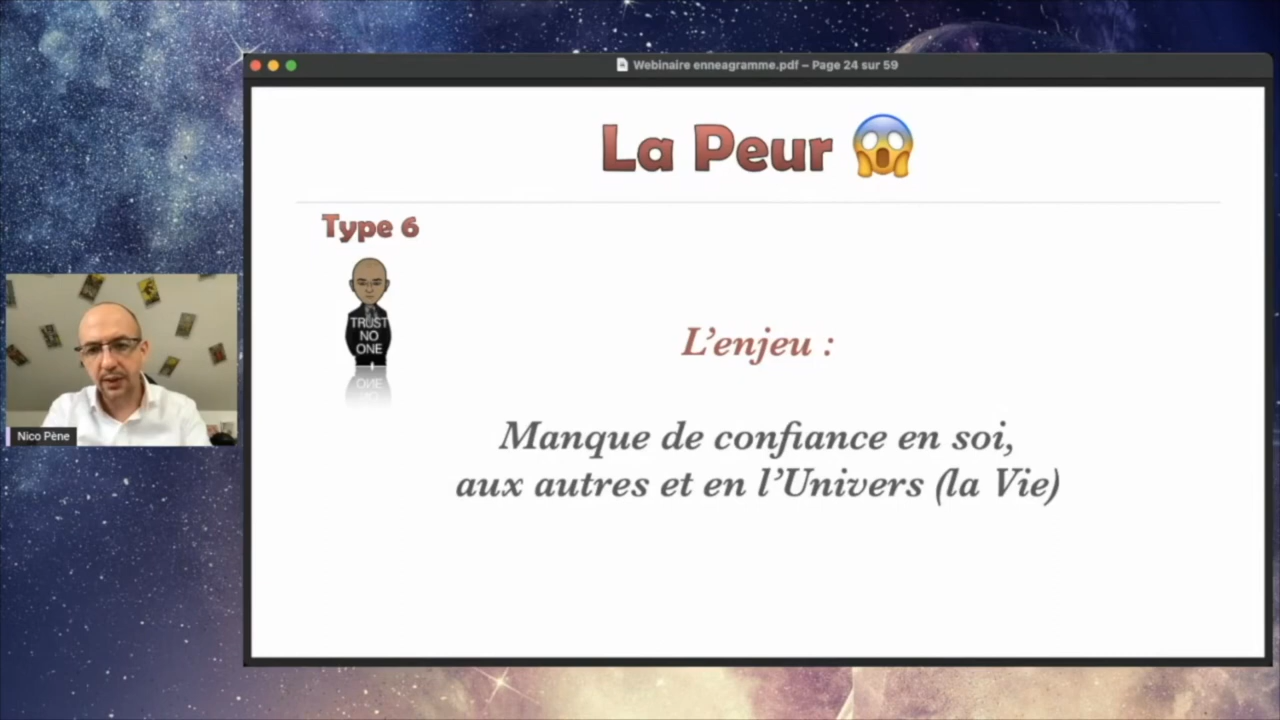 Webinaire enneagramme.pdf – Page 24 sur 59
La Peur 😱
Type 6
TRUST
NO
ONE
L'enjeu :
Manque de confiance en soi,
aux autres et en l'Univers (la Vie)
Nico Pène